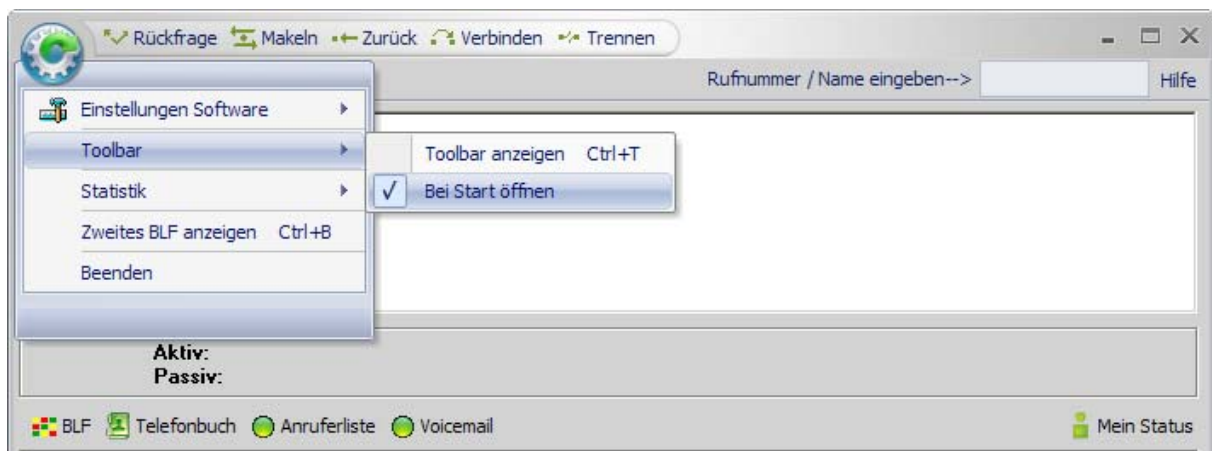 Rückfrage Makeln Zurück Verbinden Trennen
Rufnummer / Name eingeben--> Hilfe
Einstellungen Software
Toolbar
Toolbar anzeigen Ctrl+T
Statistik
Bei Start öffnen
Zweites BLF anzeigen Ctrl+B
Beenden
Aktiv:
Passiv:
BLF Telefonbuch Anruferliste Voicemail Mein Status